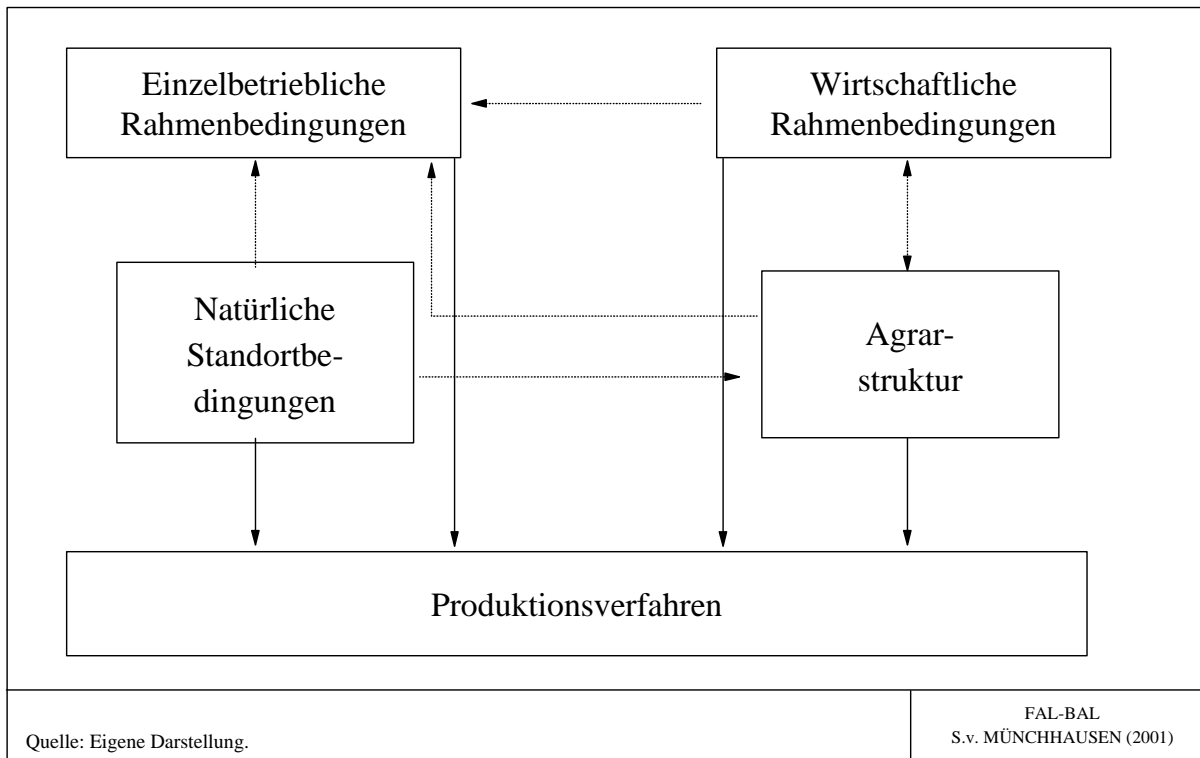 Einzelbetriebliche
Rahmenbedingungen
Wirtschaftliche
Rahmenbedingungen
Natürliche
Standortbe-
dingungen
Agrar-
struktur
Produktionsverfahren
Quelle: Eigene Darstellung.
FAL-BAL
S.v. MÜNCHHAUSEN (2001)